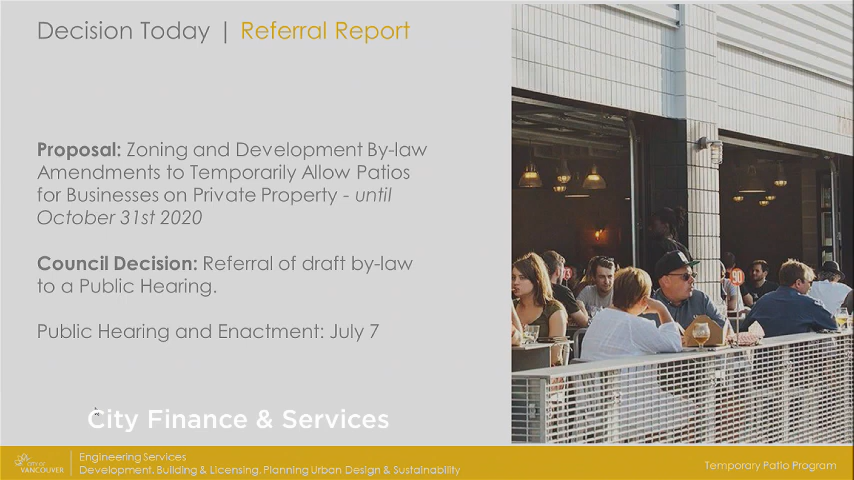 Decision Today | Referral Report
Proposal: Zoning and Development By-law
Amendments to Temporarily Allow Patios
for Businesses on Private Property - until
October 31st 2020
Council Decision: Referral of draft by-law
to a Public Hearing.
Public Hearing and Enactment: July 7
City Finance & Services
CITY OF
VANCOUVER
Engineering Services
Development, Building & Licensing, Planning Urban Design & Sustainability
Temporary Patio Program